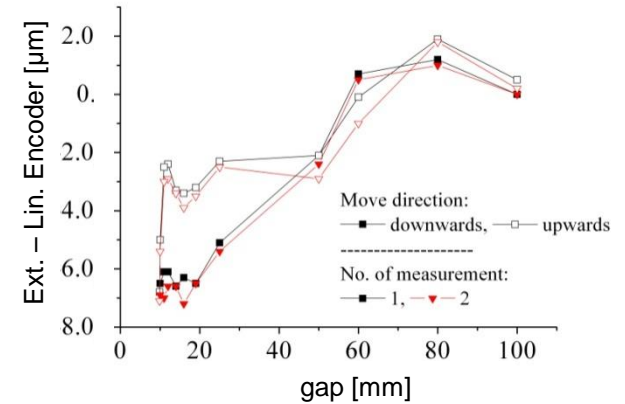 Ext. – Lin. Encoder [µm]
2.0
0.
2.0
4.0
6.0
8.0
Move direction:
downwards, upwards
--------------------
No. of measurement:
1, 2
0 20 40 60 80 100
gap [mm]